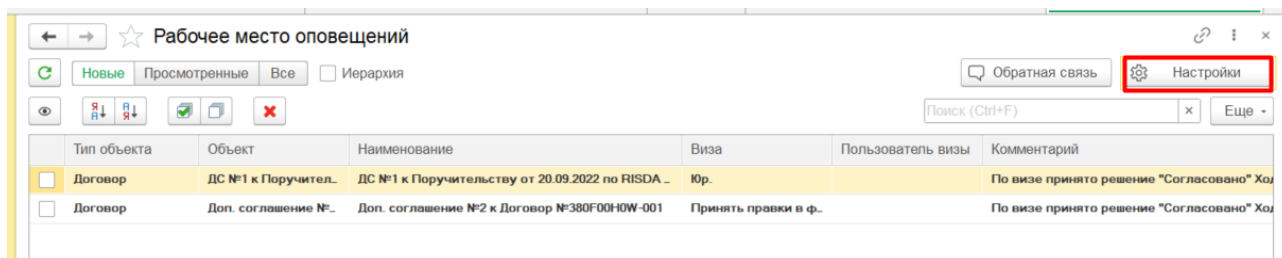 Рабочее место оповещений
Новые Просмотренные Все Иерархия Обратная связь Настройки
Поиск (Ctrl+F) × Еще
Тип объекта Объект Наименование Виза Пользователь визы Комментарий
Договор ДС №1 к Поручител... ДС №1 к Поручительству от 20.09.2022 по RISDA ... Юр. По визе принято решение "Согласовано" Ход
Договор Доп. соглашение №... Доп. соглашение №2 к Договор №380F00H0W-001 Принять правки в ф... По визе принято решение "Согласовано" Ход